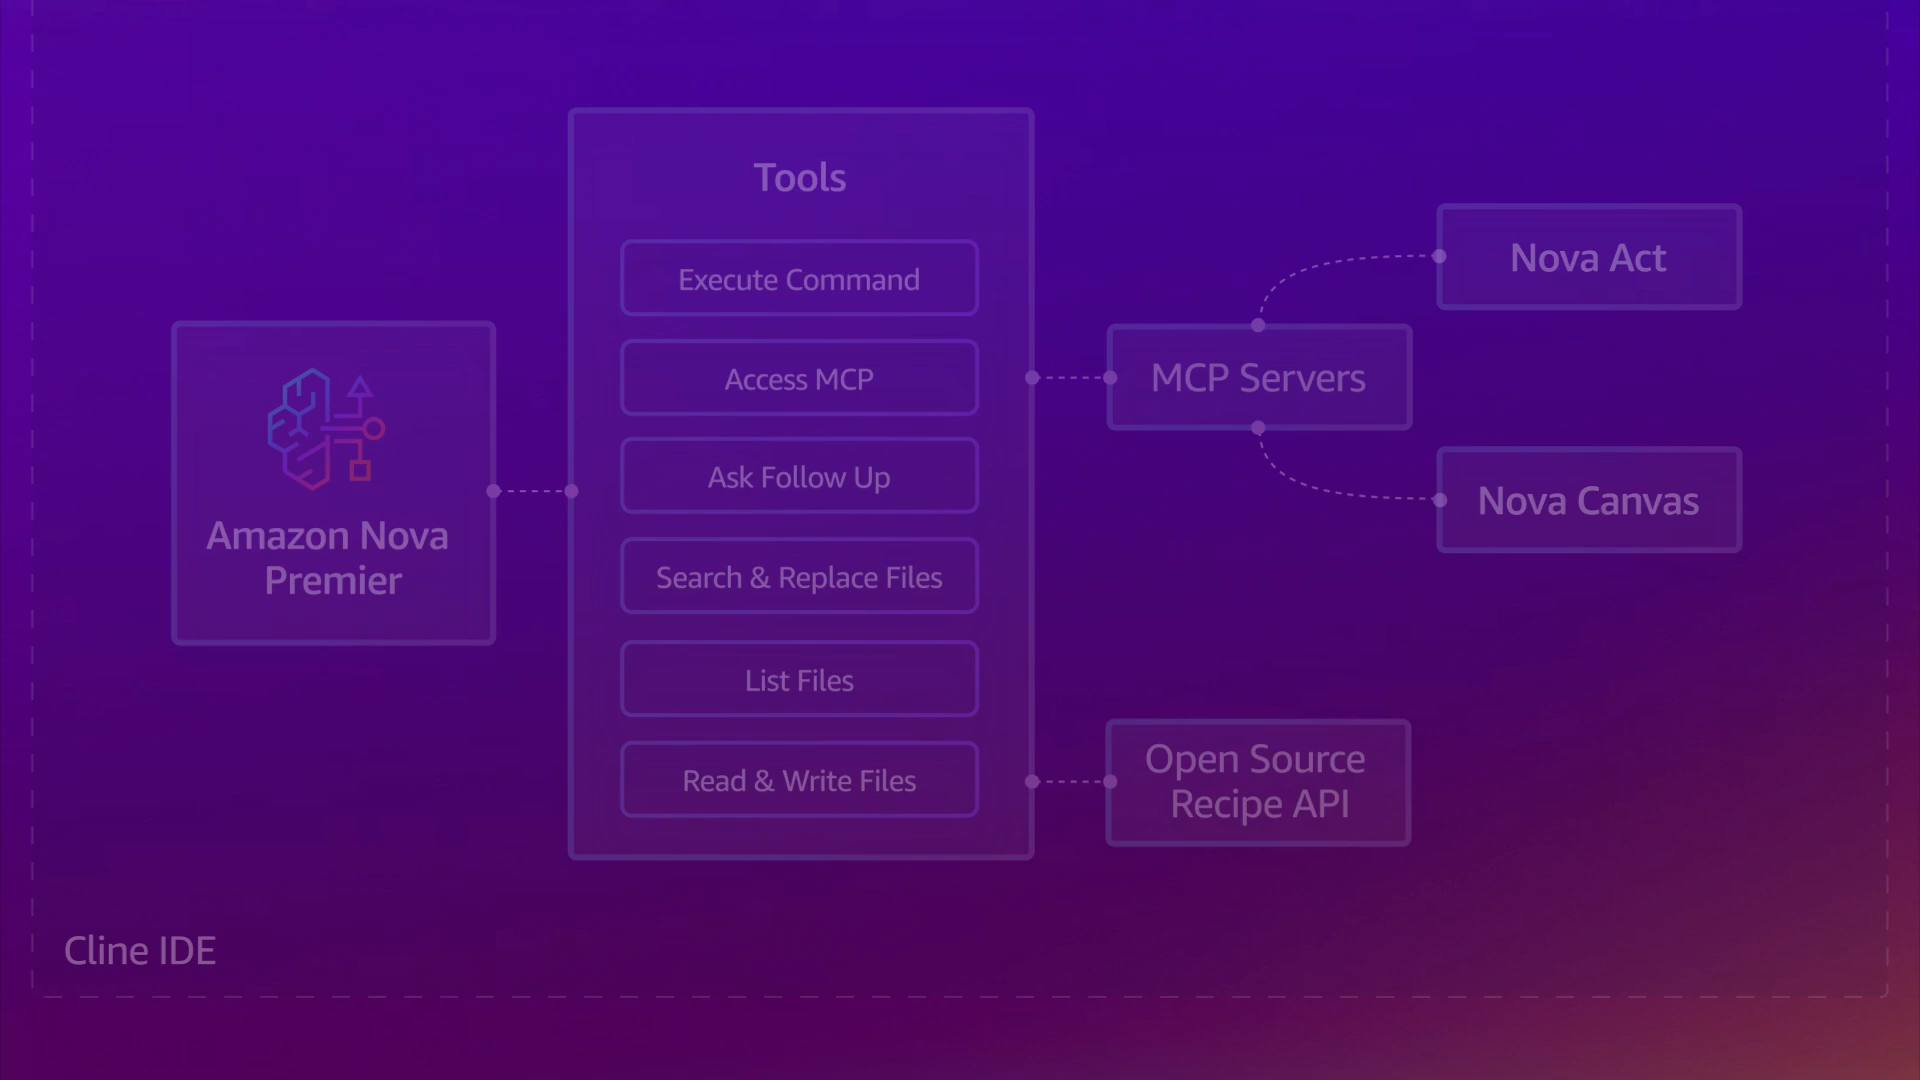 Tools
Execute Command
Access MCP
Ask Follow Up
Search & Replace Files
List Files
Read & Write Files
Amazon Nova
Premier
MCP Servers
Nova Act
Nova Canvas
Open Source
Recipe API
Cline IDE